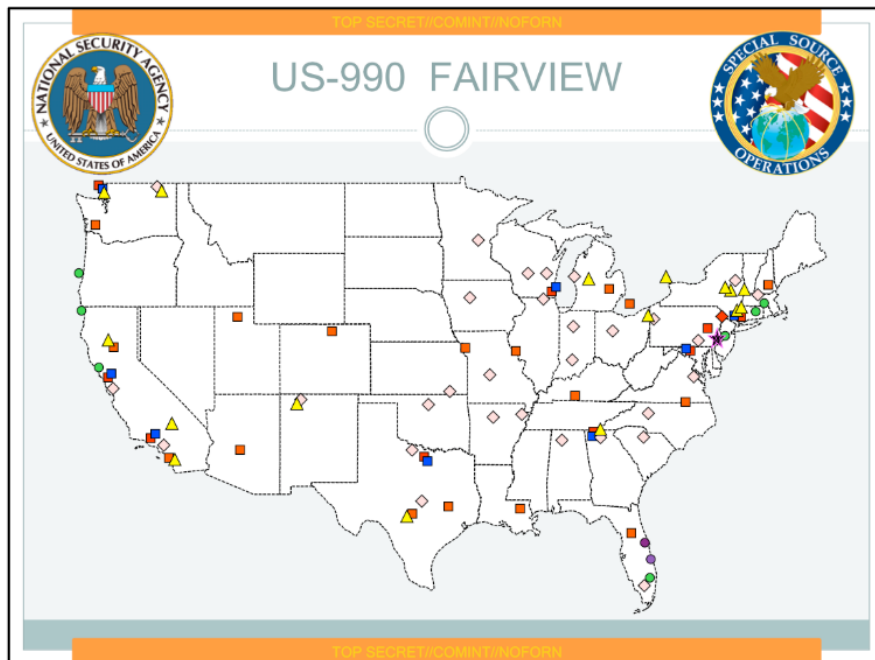 TOP SECRET//COMINT//NOFORN
NATIONAL SECURITY AGENCY
UNITED STATES OF AMERICA
US-990 FAIRVIEW
SPECIAL SOURCE
OPERATIONS
TOP SECRET//COMINT//NOFORN